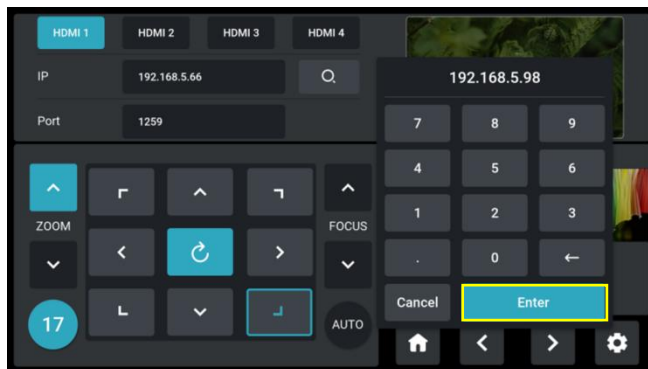 HDMI 1 HDMI 2 HDMI 3 HDMI 4
IP 192.168.5.66
Port 1259
192.168.5.98
7 8 9
4 5 6
1 2 3
. 0 ←
Cancel Enter
ZOOM
FOCUS
17
AUTO